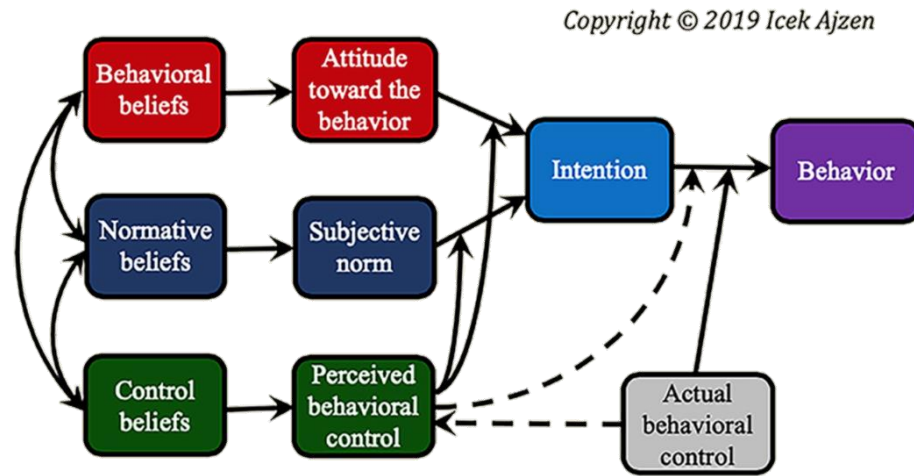 Copyright © 2019 Icek Ajzen
Behavioral
beliefs
Attitude
toward the
behavior
Intention
Behavior
Normative
beliefs
Subjective
norm
Control
beliefs
Perceived
behavioral
control
Actual
behavioral
control